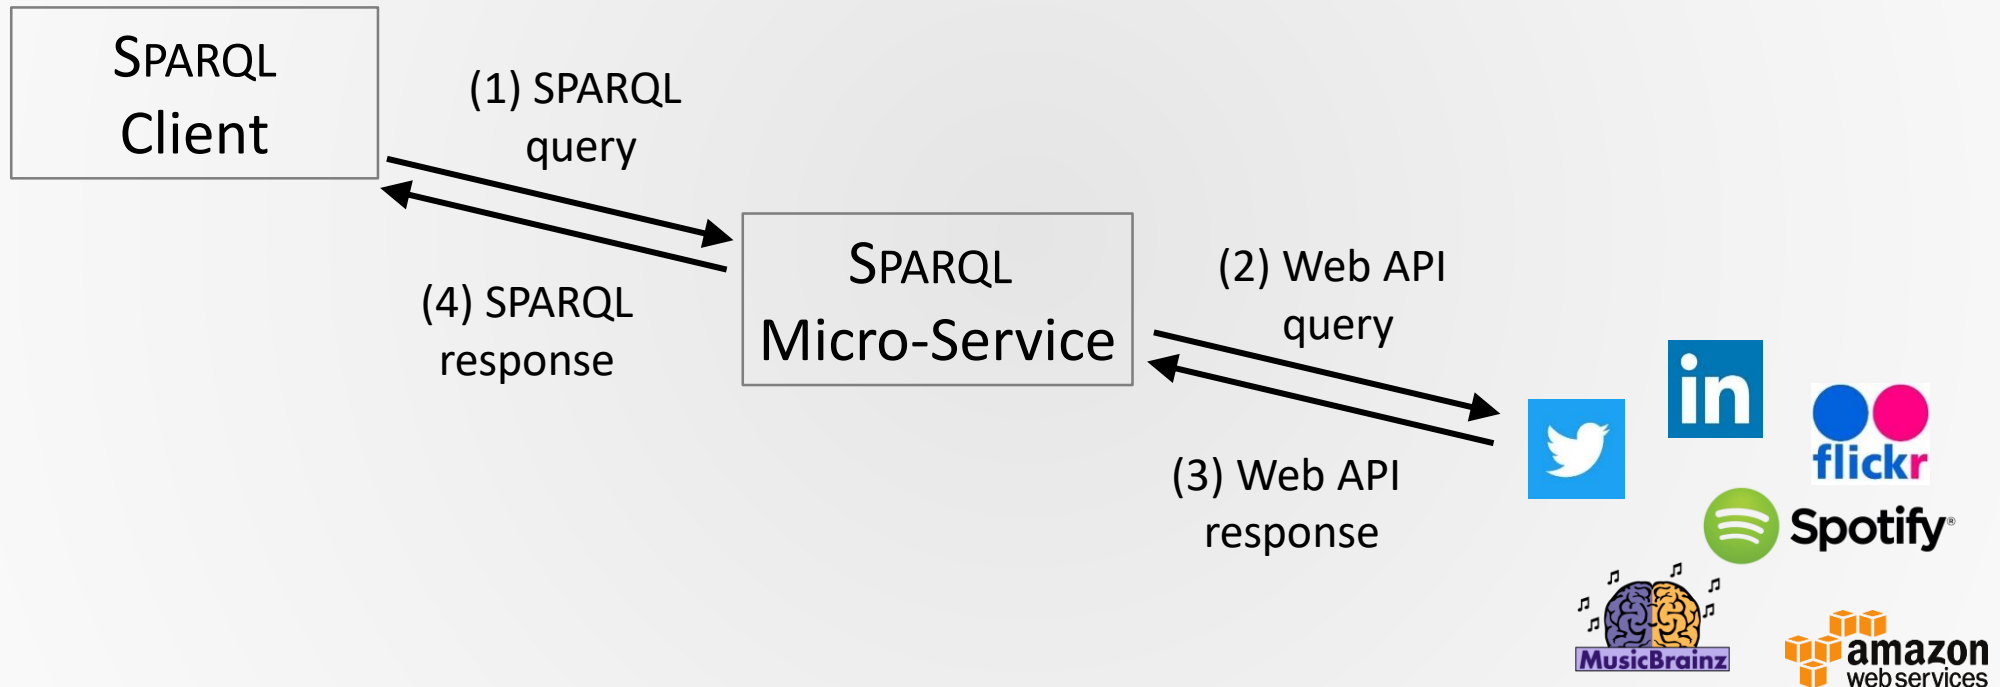 SPARQL
Client
(1) SPARQL
query
(4) SPARQL
response
SPARQL
Micro-Service
(2) Web API
query
(3) Web API
response
in
flickr
Spotify®
MusicBrainz
amazon
web services